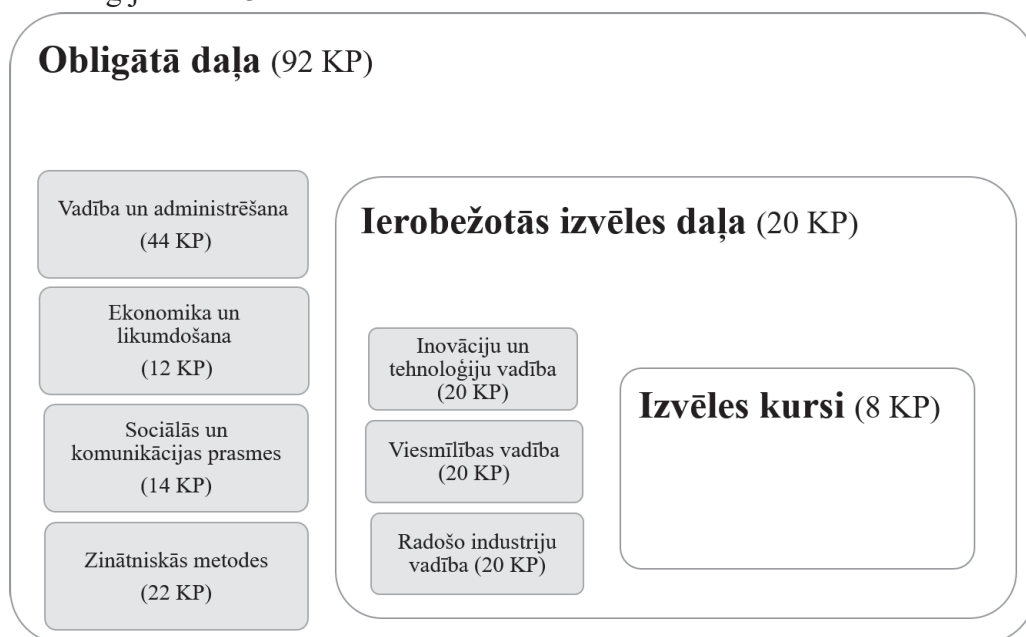 Obligātā daļa (92 KP)
Vadība un administrēšana
(44 KP)
Ekonomika un
likumdošana
(12 KP)
Sociālās un
komunikācijas prasmes
(14 KP)
Zinātniskās metodes
(22 KP)
Ierobežotās izvēles daļa (20 KP)
Inovāciju un
tehnoloģiju vadība
(20 KP)
Viesmīlības vadība
(20 KP)
Radošo industriju
vadība (20 KP)
Izvēles kursi (8 KP)